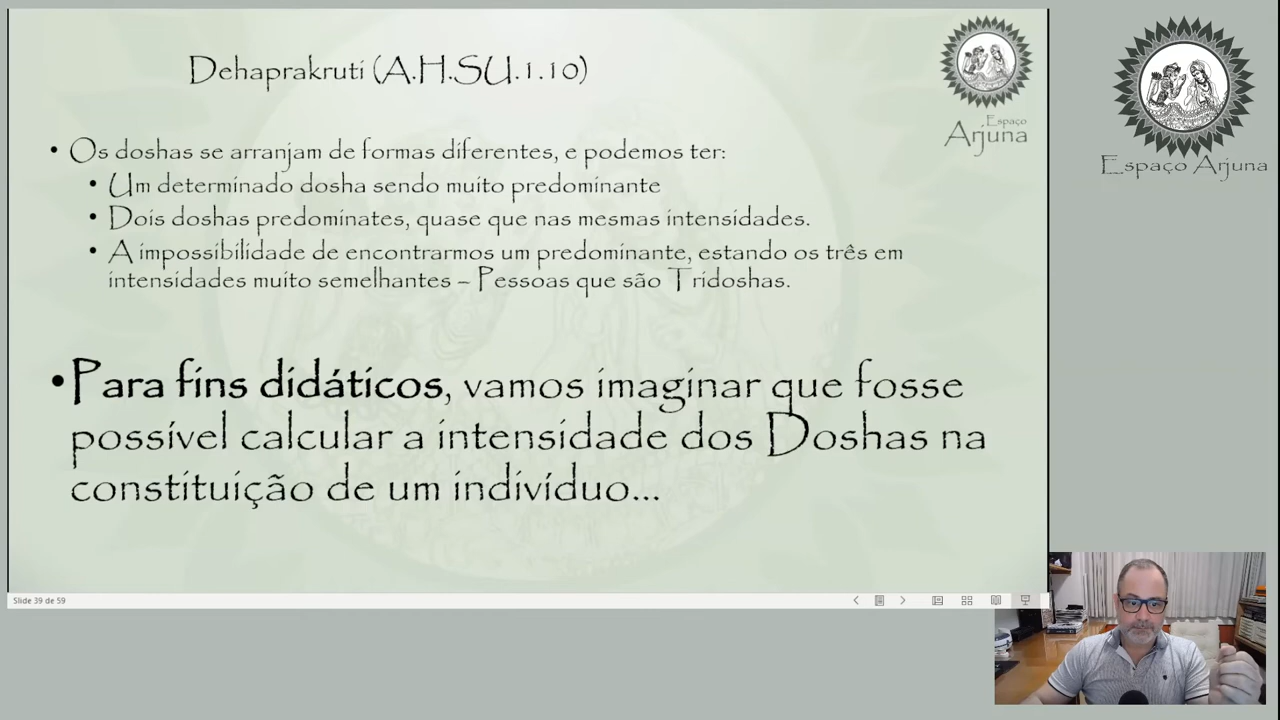 Dehaprakruti (A.H.SU.1.10)
Espaço
Arjuna
Espaço Arjuna
• Os doshas se arranjam de formas diferentes, e podemos ter:
• Um determinado dosha sendo muito predominante
• Dois doshas predominates, quase que nas mesmas intensidades.
• A impossibilidade de encontrarmos um predominante, estando os três em
intensidades muito semelhantes – Pessoas que são Tridoshas.
•Para fins didáticos, vamos imaginar que fosse
possível calcular a intensidade dos Doshas na
constituição de um indivíduo...
Slide 39 de 59